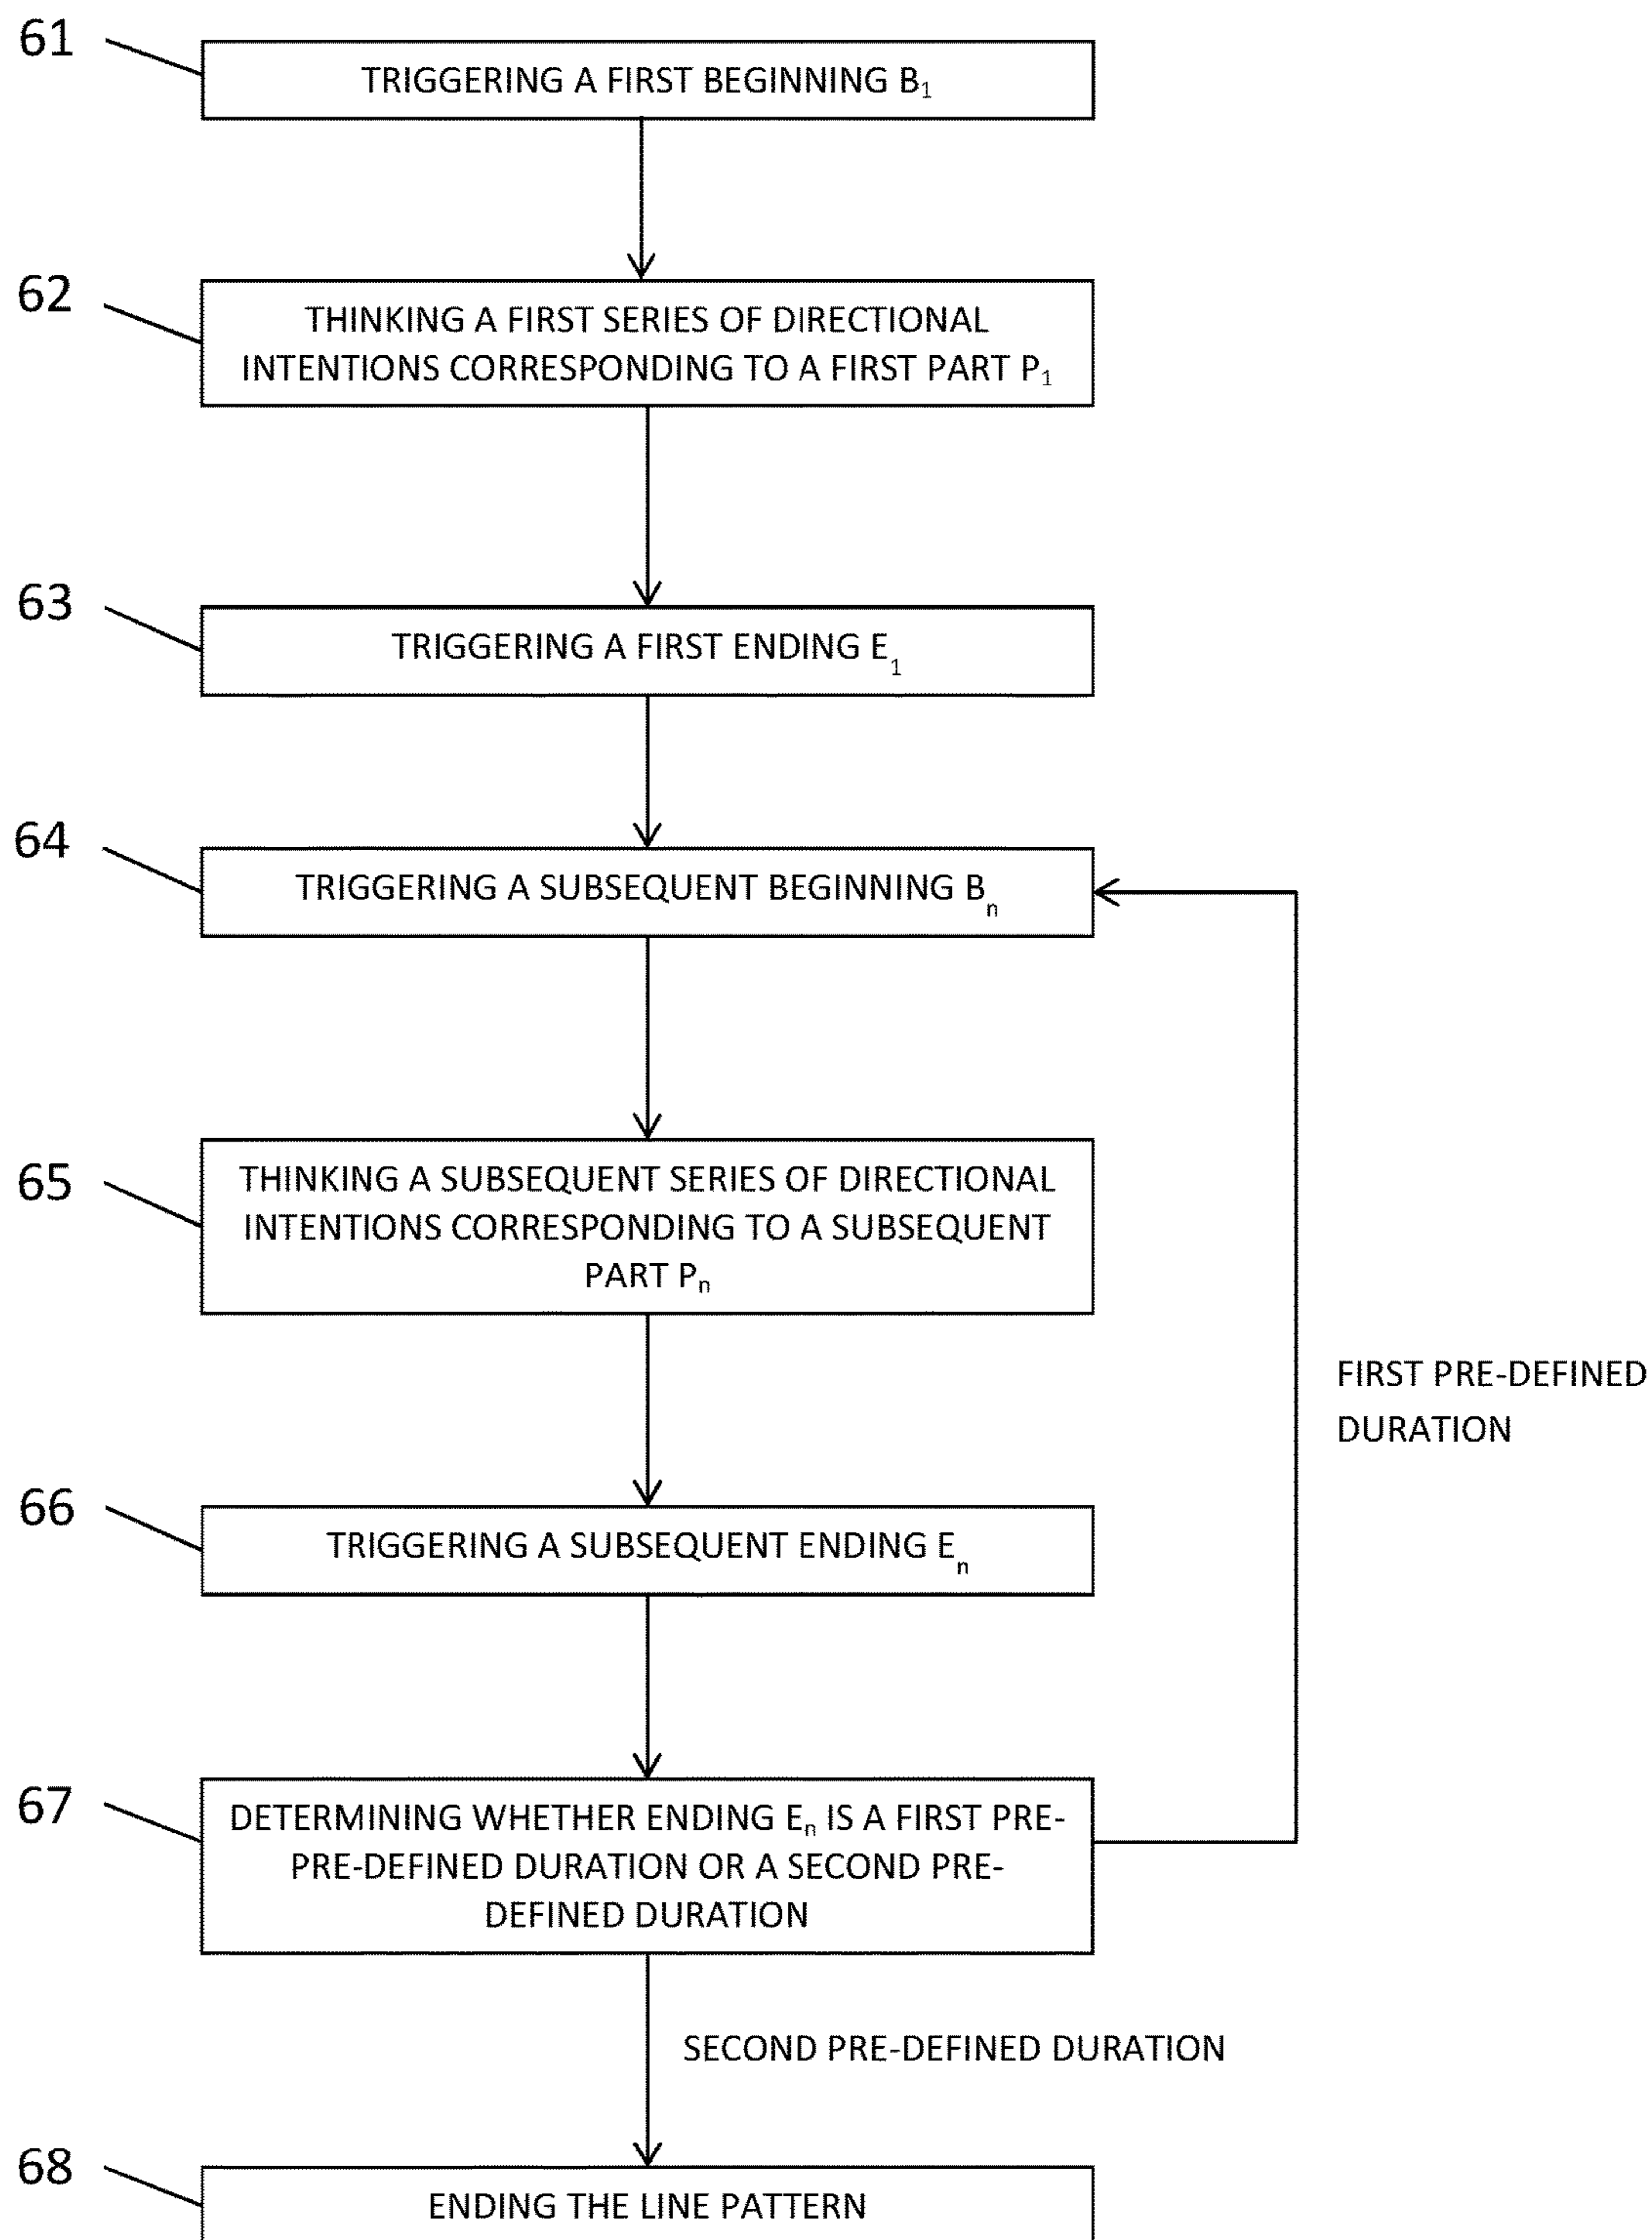 61
TRIGGERING A FIRST BEGINNING B₁
62
THINKING A FIRST SERIES OF DIRECTIONAL
INTENTIONS CORRESPONDING TO A FIRST PART P₁
63
TRIGGERING A FIRST ENDING E₁
64
TRIGGERING A SUBSEQUENT BEGINNING Bₙ
65
THINKING A SUBSEQUENT SERIES OF DIRECTIONAL
INTENTIONS CORRESPONDING TO A SUBSEQUENT
PART Pₙ
FIRST PRE-DEFINED
DURATION
66
TRIGGERING A SUBSEQUENT ENDING Eₙ
67
DETERMINING WHETHER ENDING Eₙ IS A FIRST PRE-
PRE-DEFINED DURATION OR A SECOND PRE-
DEFINED DURATION
SECOND PRE-DEFINED DURATION
68
ENDING THE LINE PATTERN